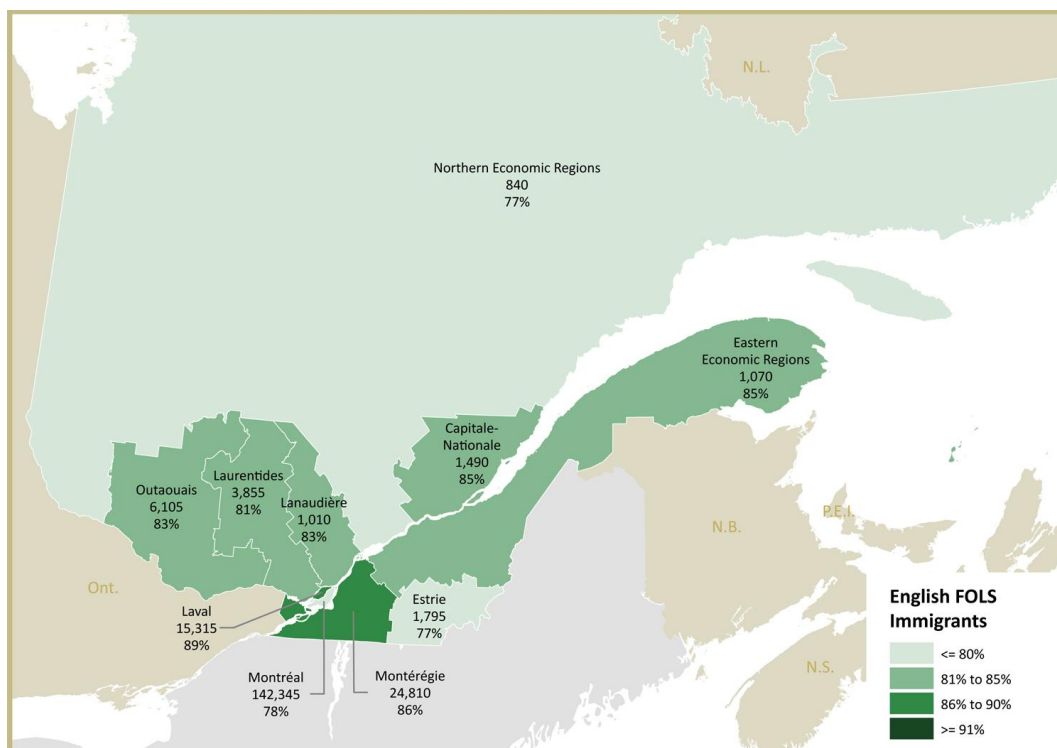 N.L.
Northern Economic Regions
840
77%
Eastern
Economic Regions
1,070
85%
Capitale-
Nationale
1,490
85%
Outaouais
6,105
83%
Laurentides
3,855
81%
Lanaudière
1,010
83%
Ont.
N.B.
P.E.I.
N.S.
Laval
15,315
89%
Estrie
1,795
77%
Montréal
142,345
78%
Montérégie
24,810
86%
English FOLS
Immigrants
<= 80%
81% to 85%
86% to 90%
>= 91%